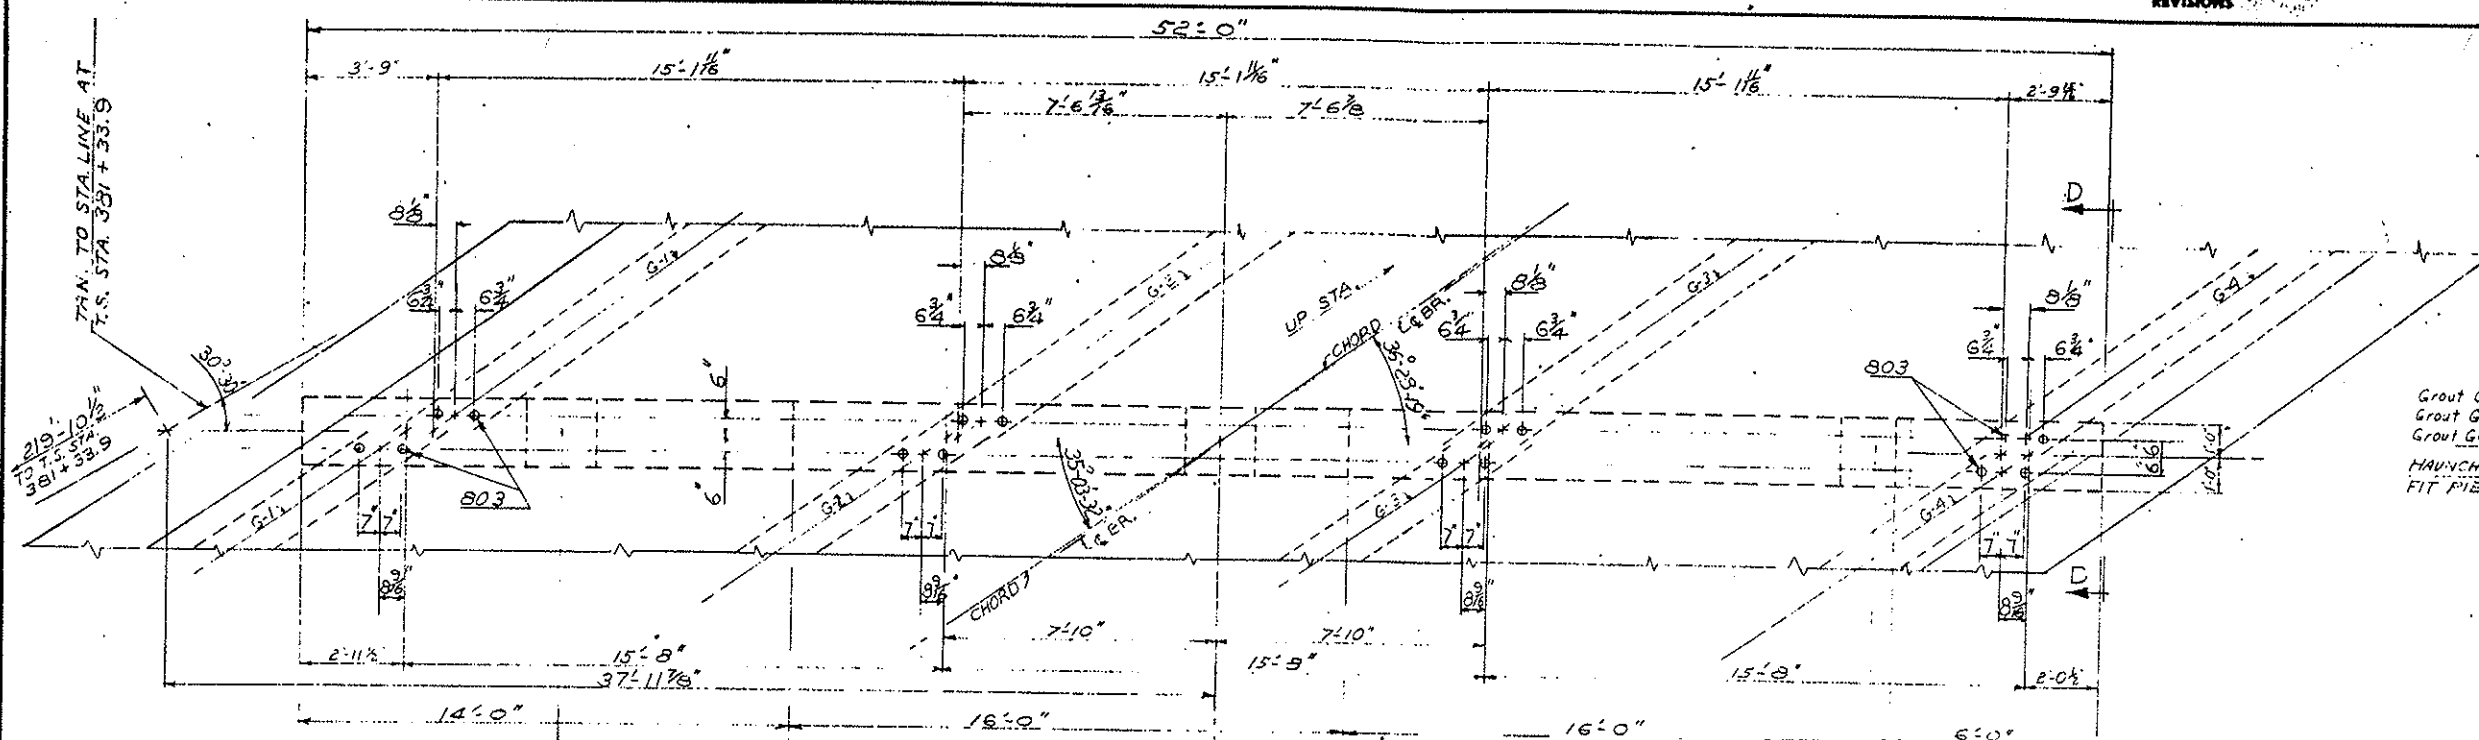 REVISIONS
52'-0"
3'-9"
15'-1 11/16"
15'-1 11/16"
15'-1 11/16"
2'-9
7'-6 13/16"
7'-6 7/8
TAN. TO STA. LINE AT
T.S. STA. 381 + 33.9
D
8 1/8"
8 1/8"
8 1/8"
8 1/8"
G-1
G-2
G-3
G-4
6 3/4"
6 3/4"
6 3/4"
6 3/4"
6 3/4"
6 3/4"
6 3/4"
6 3/4"
UP STA.
CHORD
℄ BR.
30°-30'
35°-29'-19"
803
219'-10 1/2"
TO T.S. STA.
381 + 33.9
9"
9"
803
35°-03'-32"
℄ BR.
CHORD
Grout
Grout G
Grout G
HAUNCH
FIT PIE
1'-0"
1'-0"
9"
9"
G-1
G-2
G-3
G-4
7" 7"
7" 7"
7" 7"
7" 7"
8 9/16"
8 9/16"
8 9/16"
D
7'-10"
7'-10"
2'-11 1/2"
15'-8"
15'-8"
15'-8"
2'-0 1/2"
37'-11 7/8"
14'-0"
16'-0"
16'-0"
6'-0"